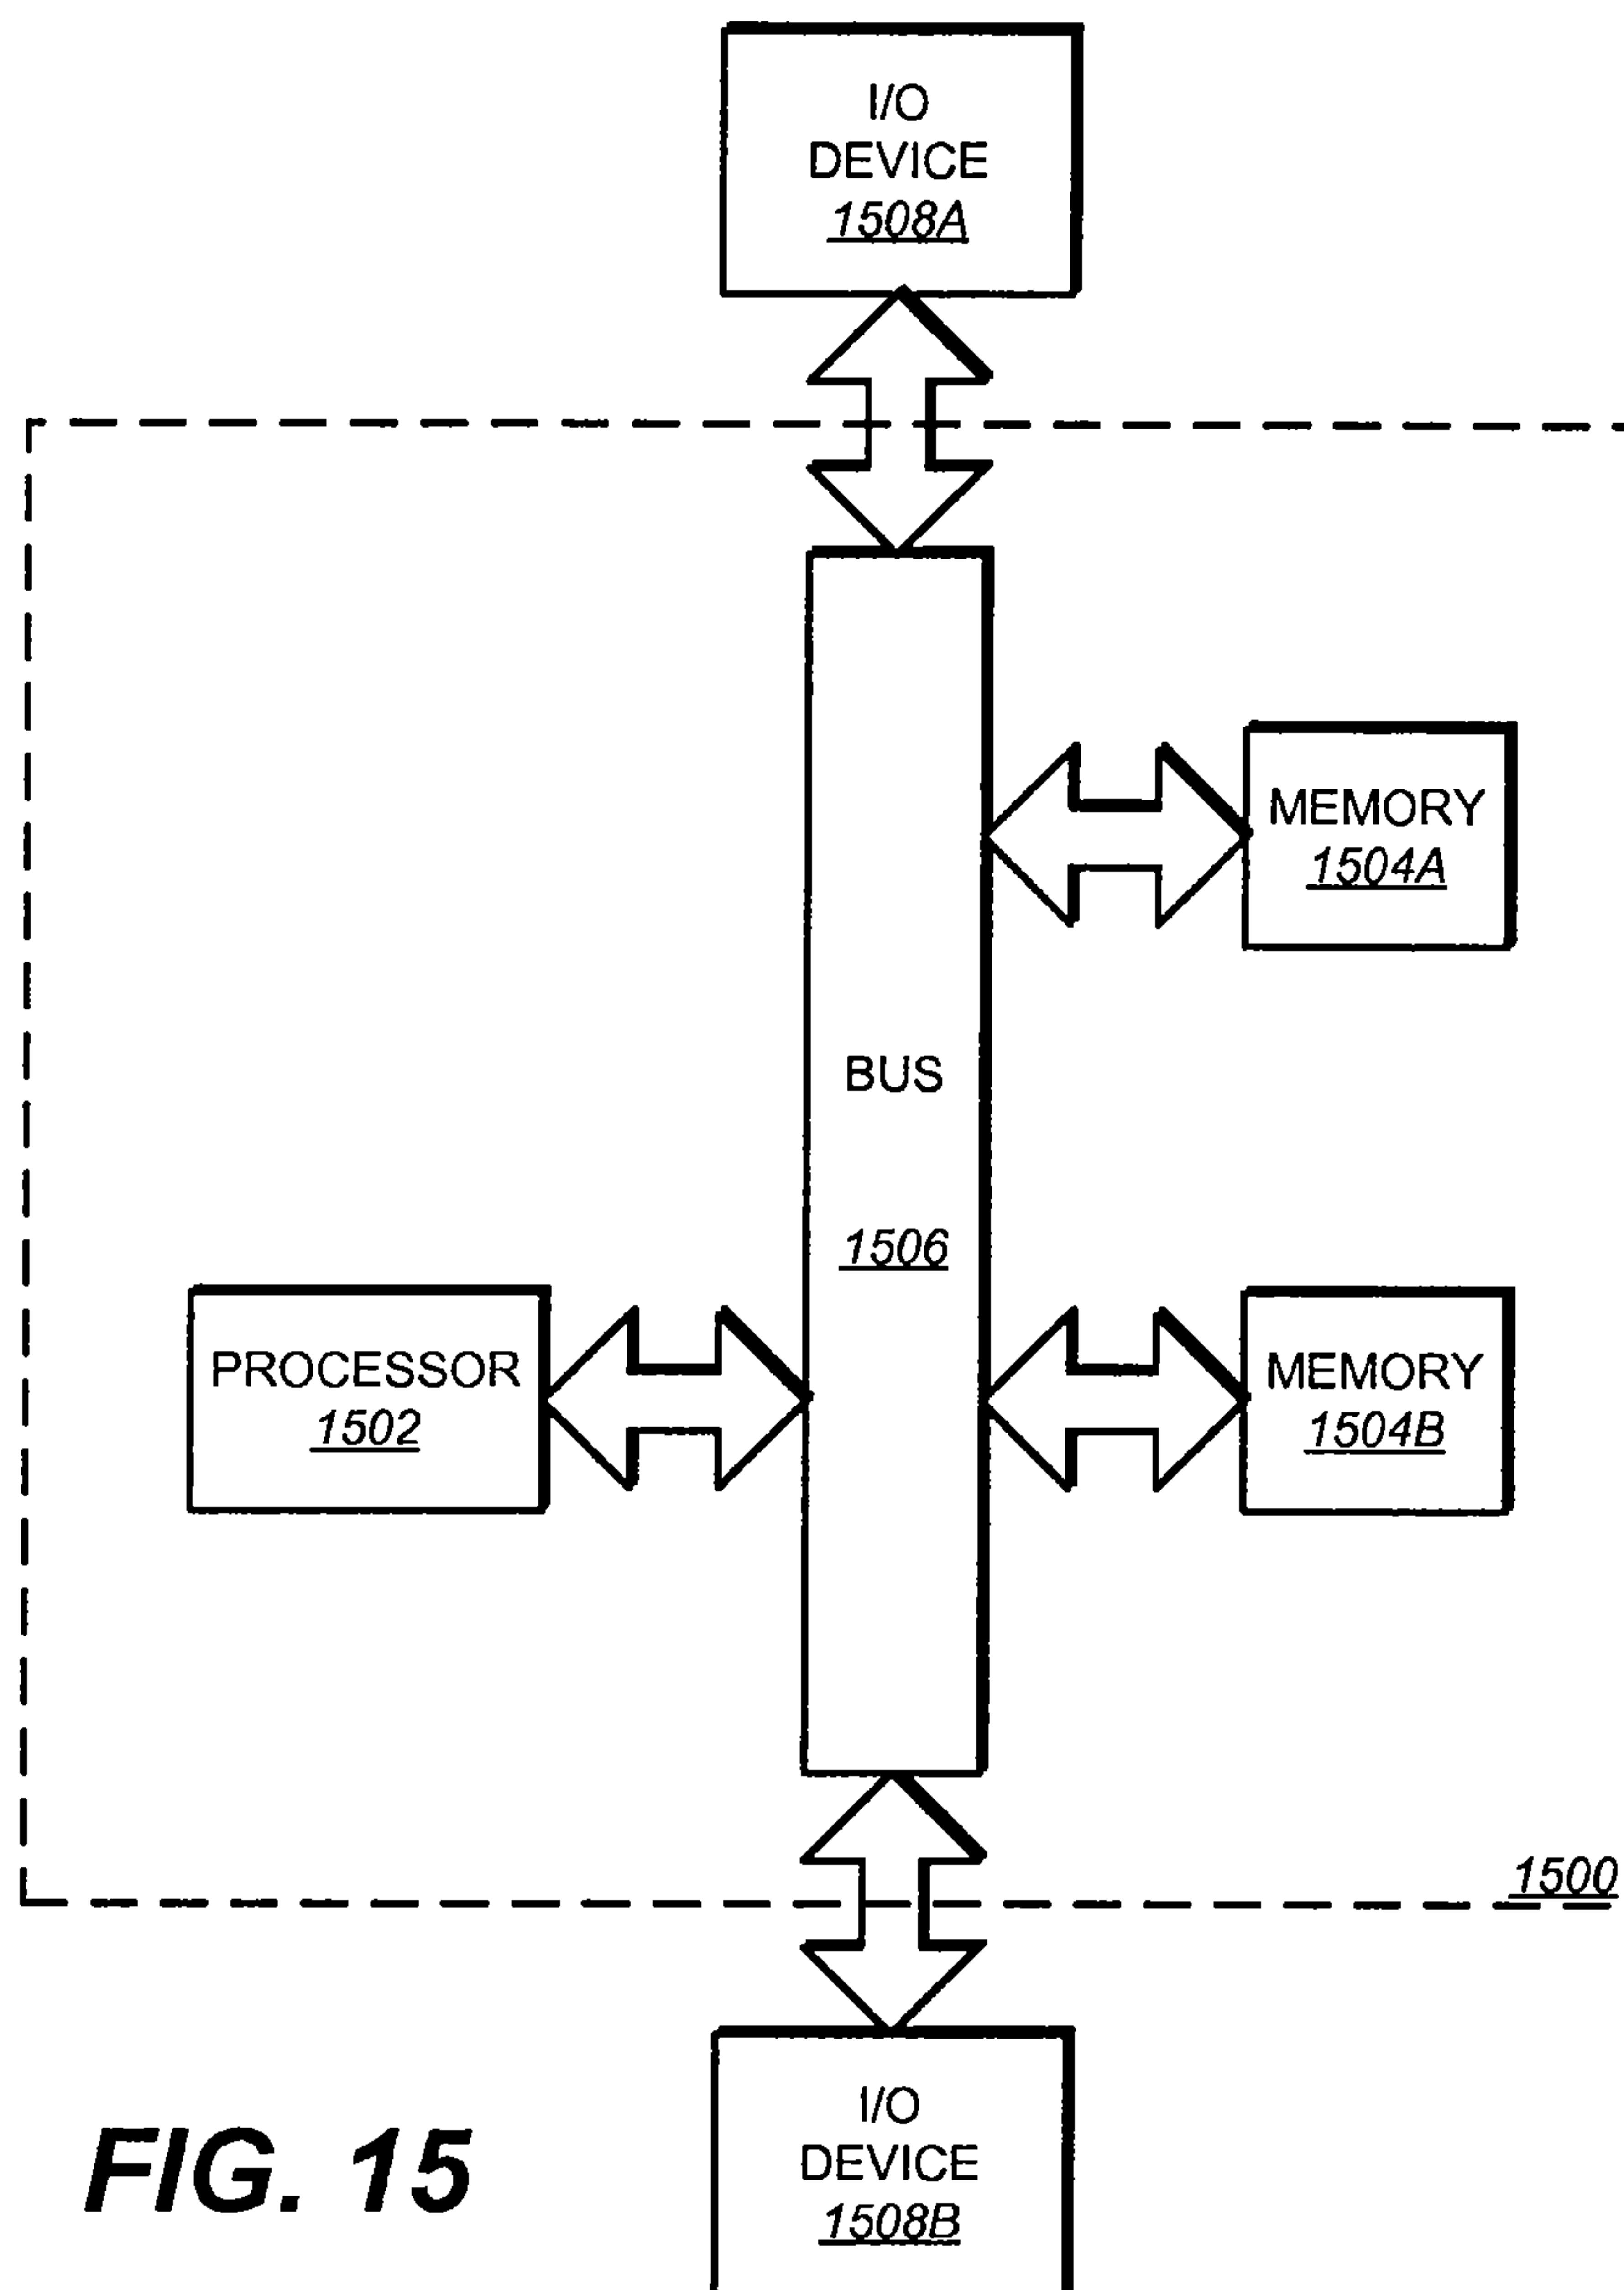 I/O
DEVICE
1508A
MEMORY
1504A
BUS
1506
PROCESSOR
1502
MEMORY
1504B
1500
I/O
DEVICE
1508B
FIG. 15